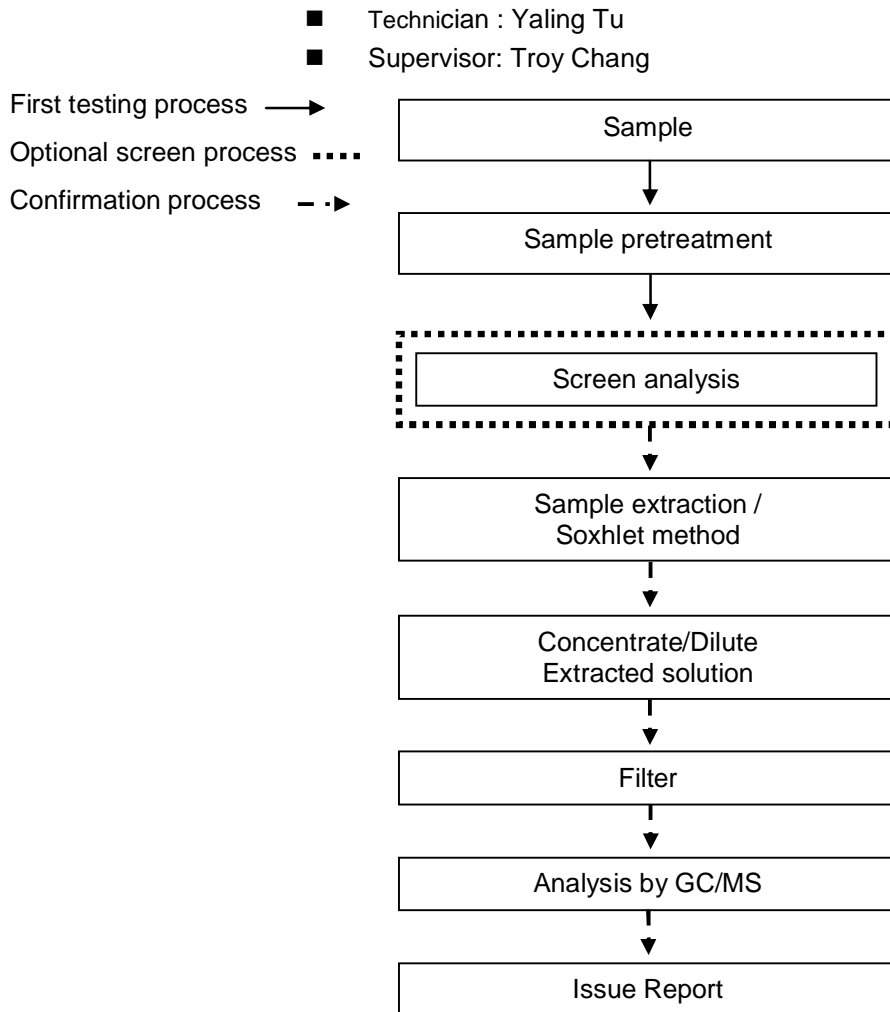 ■ Technician : Yaling Tu
■ Supervisor: Troy Chang
First testing process
Optional screen process
Confirmation process
Sample
Sample pretreatment
Screen analysis
Sample extraction /
Soxhlet method
Concentrate/Dilute
Extracted solution
Filter
Analysis by GC/MS
Issue Report